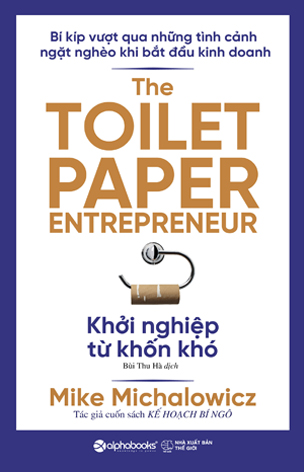 Bí kíp vượt qua những tình cảnh
ngặt nghèo khi bắt đầu kinh doanh
The
TOILET
PAPER
ENTREPRENEUR
Khởi nghiệp
từ khốn khó
Bùi Thu Hà dịch
Mike Michalowicz
Tác giả cuốn sách KẾ HOẠCH BÍ NGÔ
alphabooks
NHÀ XUẤT BẢN
THẾ GIỚI